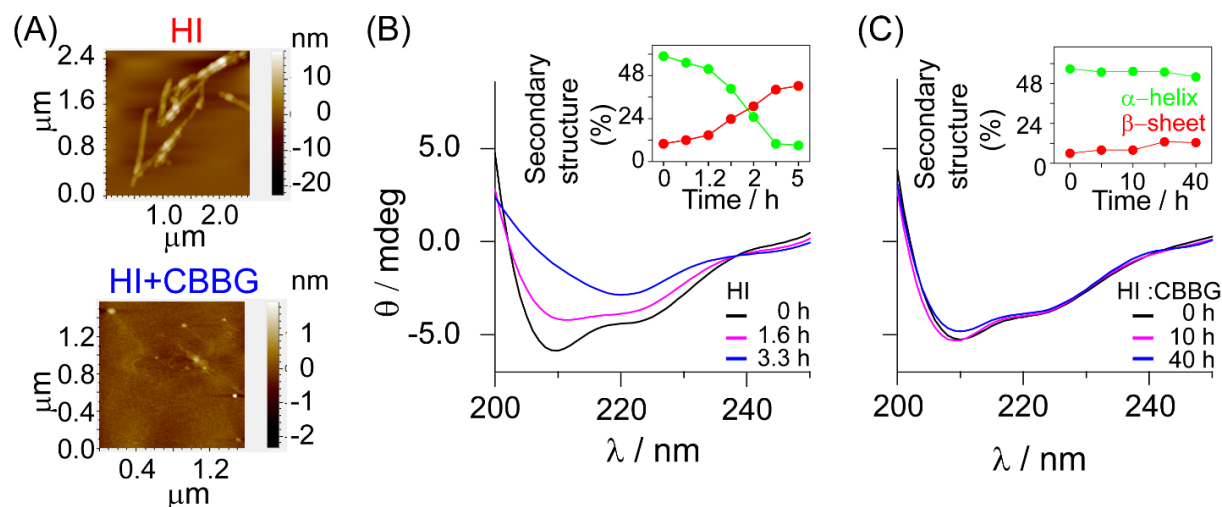 (A)
HI
nm
2.4
1.8
1.2
0.6
0.0
μm
10
0
-10
-20
1.0
2.0
μm
HI+CBBG
nm
1.2
0.8
-0.4
0.0
μm
1
0
-1
-2
0.4
1.2
μm
(B)
Secondary
structure
(%)
48
24
0
0
1.2
2
5
Time / h
5.0
0.0
-5.0
θ / mdeg
HI
0 h
1.6 h
3.3 h
200
220
240
λ / nm
(C)
Secondary
structure
(%)
48
24
0
α-helix
β-sheet
0
10
40
Time / h
HI :CBBG
0 h
10 h
40 h
200
220
240
λ / nm